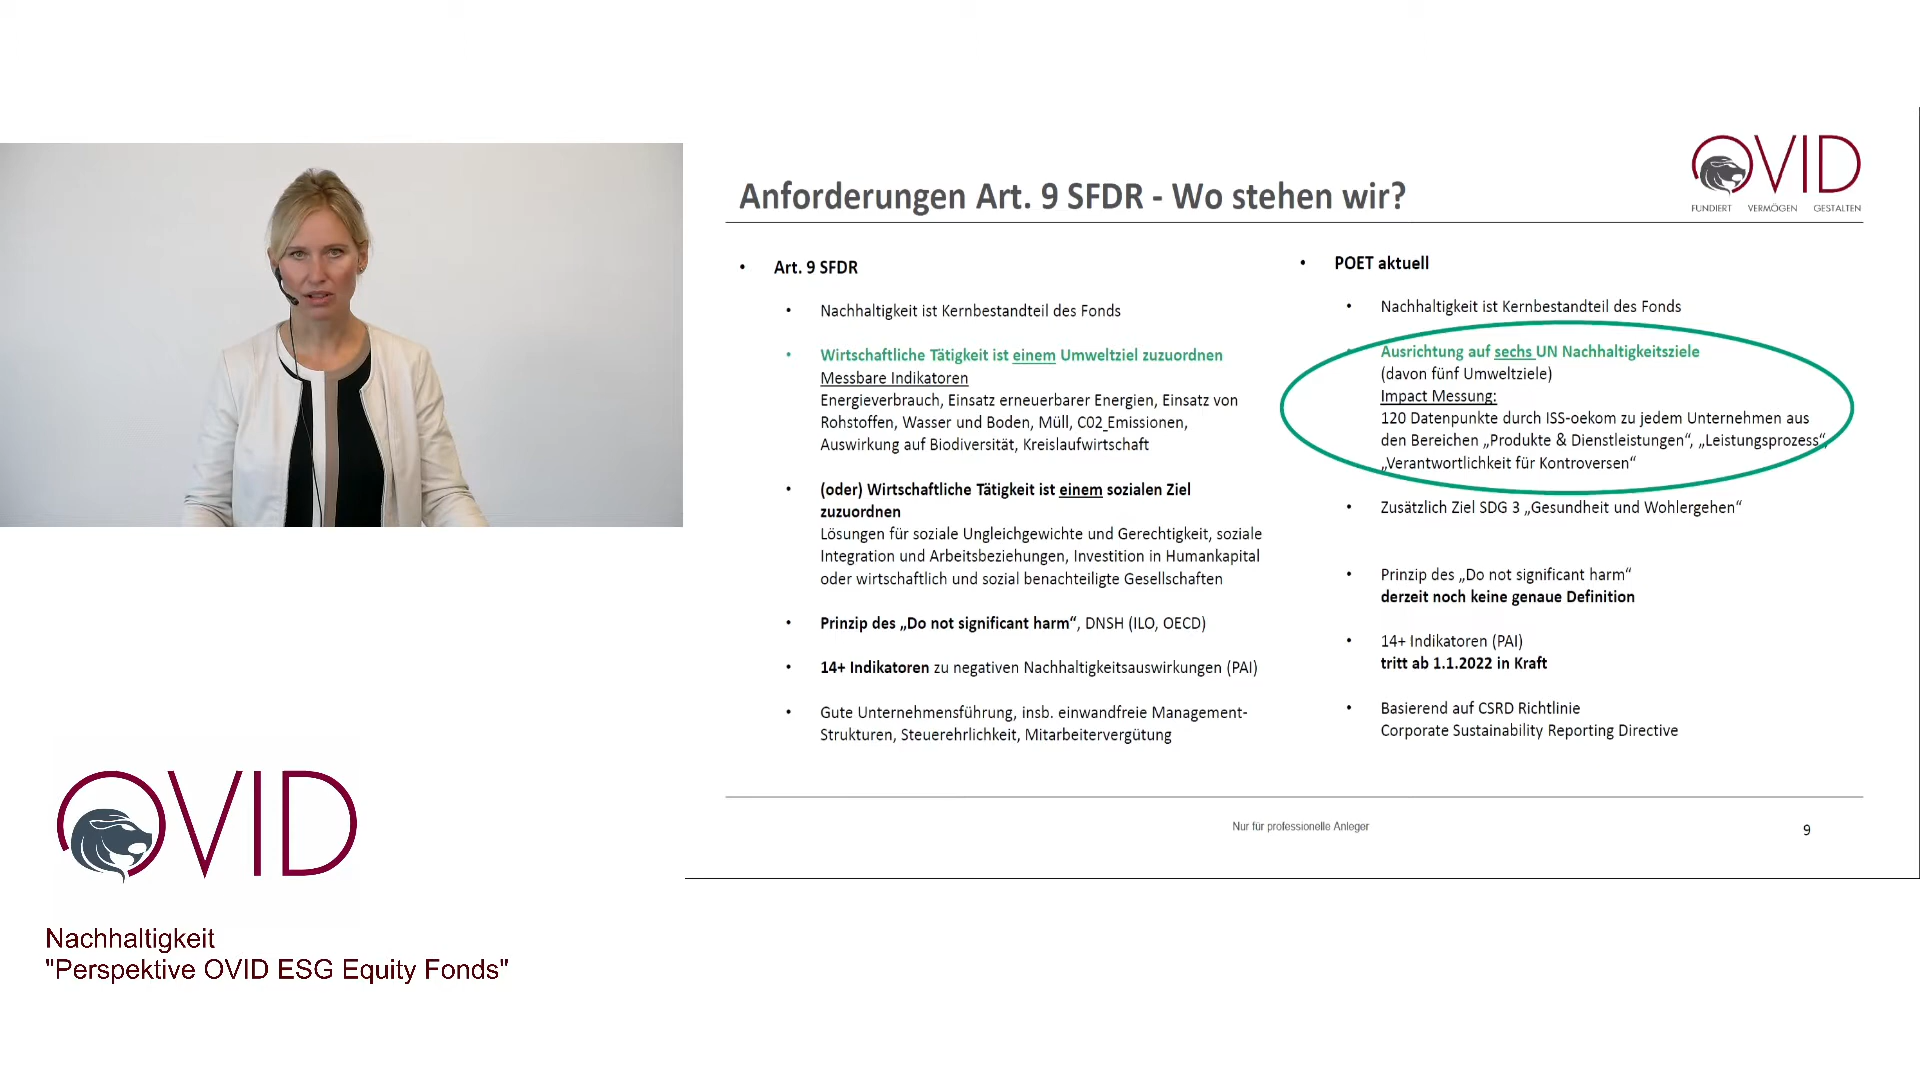 OVID
FUNDIERT VERMÖGEN GESTALTEN
Anforderungen Art. 9 SFDR - Wo stehen wir?
• Art. 9 SFDR
• Nachhaltigkeit ist Kernbestandteil des Fonds
• Wirtschaftliche Tätigkeit ist einem Umweltziel zuzuordnen
Messbare Indikatoren
Energieverbrauch, Einsatz erneuerbarer Energien, Einsatz von
Rohstoffen, Wasser und Boden, Müll, C02_Emissionen,
Auswirkung auf Biodiversität, Kreislaufwirtschaft
• (oder) Wirtschaftliche Tätigkeit ist einem sozialen Ziel
zuzuordnen
Lösungen für soziale Ungleichgewichte und Gerechtigkeit, soziale
Integration und Arbeitsbeziehungen, Investition in Humankapital
oder wirtschaftlich und sozial benachteiligte Gesellschaften
• Prinzip des „Do not significant harm“, DNSH (ILO, OECD)
• 14+ Indikatoren zu negativen Nachhaltigkeitsauswirkungen (PAI)
• Gute Unternehmensführung, insb. einwandfreie Management-
Strukturen, Steuerehrlichkeit, Mitarbeitervergütung
• POET aktuell
• Nachhaltigkeit ist Kernbestandteil des Fonds
• Ausrichtung auf sechs UN Nachhaltigkeitsziele
(davon fünf Umweltziele)
Impact Messung:
120 Datenpunkte durch ISS-oekom zu jedem Unternehmen aus
den Bereichen „Produkte & Dienstleistungen“, „Leistungsprozess“,
„Verantwortlichkeit für Kontroversen“
• Zusätzlich Ziel SDG 3 „Gesundheit und Wohlergehen“
• Prinzip des „Do not significant harm“
derzeit noch keine genaue Definition
• 14+ Indikatoren (PAI)
tritt ab 1.1.2022 in Kraft
• Basierend auf CSRD Richtlinie
Corporate Sustainability Reporting Directive
Nur für professionelle Anleger
9
OVID
Nachhaltigkeit
"Perspektive OVID ESG Equity Fonds"